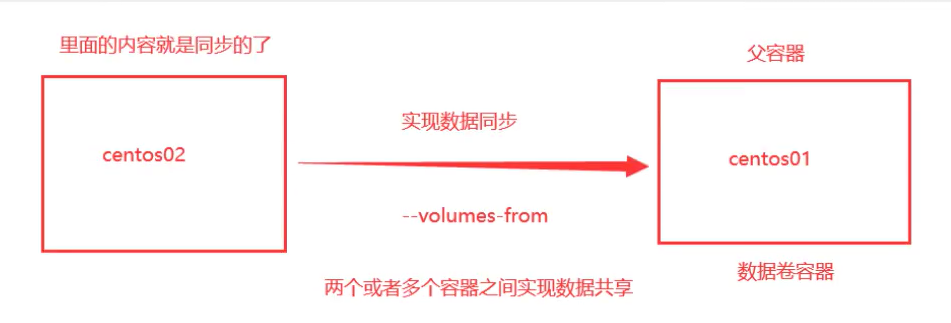 里面的内容就是同步的了
父容器
实现数据同步
centos02
centos01
--volumes-from
数据卷容器
两个或者多个容器之间实现数据共享